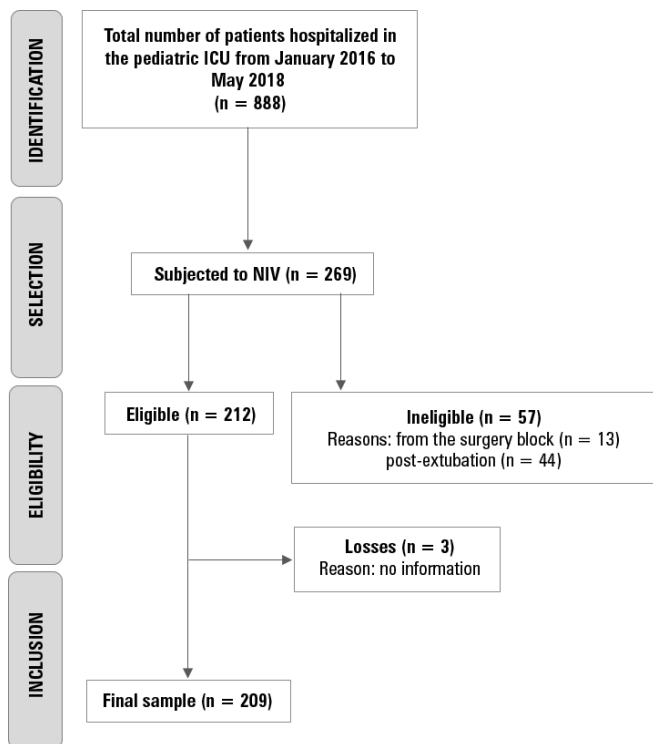 IDENTIFICATION
Total number of patients hospitalized in
the pediatric ICU from January 2016 to
May 2018
(n = 888)
SELECTION
Subjected to NIV (n = 269)
ELIGIBILITY
Eligible (n = 212)
Ineligible (n = 57)
Reasons: from the surgery block (n = 13)
post-extubation (n = 44)
Losses (n = 3)
Reason: no information
INCLUSION
Final sample (n = 209)